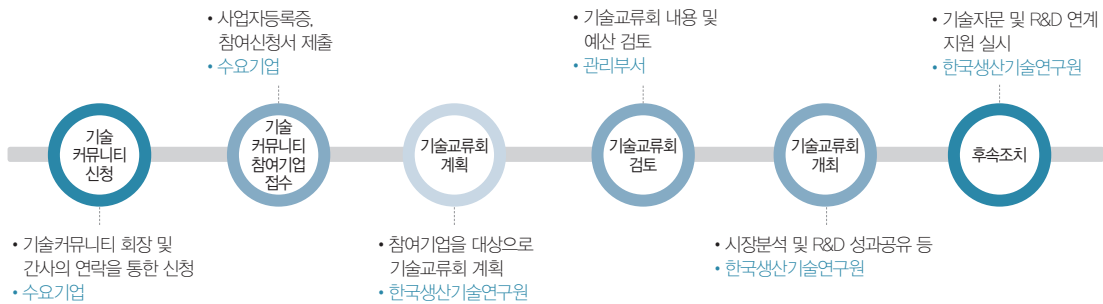 • 사업자등록증,
참여신청서 제출
• 수요기업
• 기술교류회 내용 및
예산 검토
• 관리부서
• 기술자문 및 R&D 연계
지원 실시
• 한국생산기술연구원
기술
커뮤니티
신청
기술
커뮤니티
참여기업
접수
기술교류회
계획
기술교류회
검토
기술교류회
개최
후속조치
• 기술커뮤니티 회장 및
간사의 연락을 통한 신청
• 수요기업
• 참여기업을 대상으로
기술교류회 계획
• 한국생산기술연구원
• 시장분석 및 R&D 성과공유 등
• 한국생산기술연구원